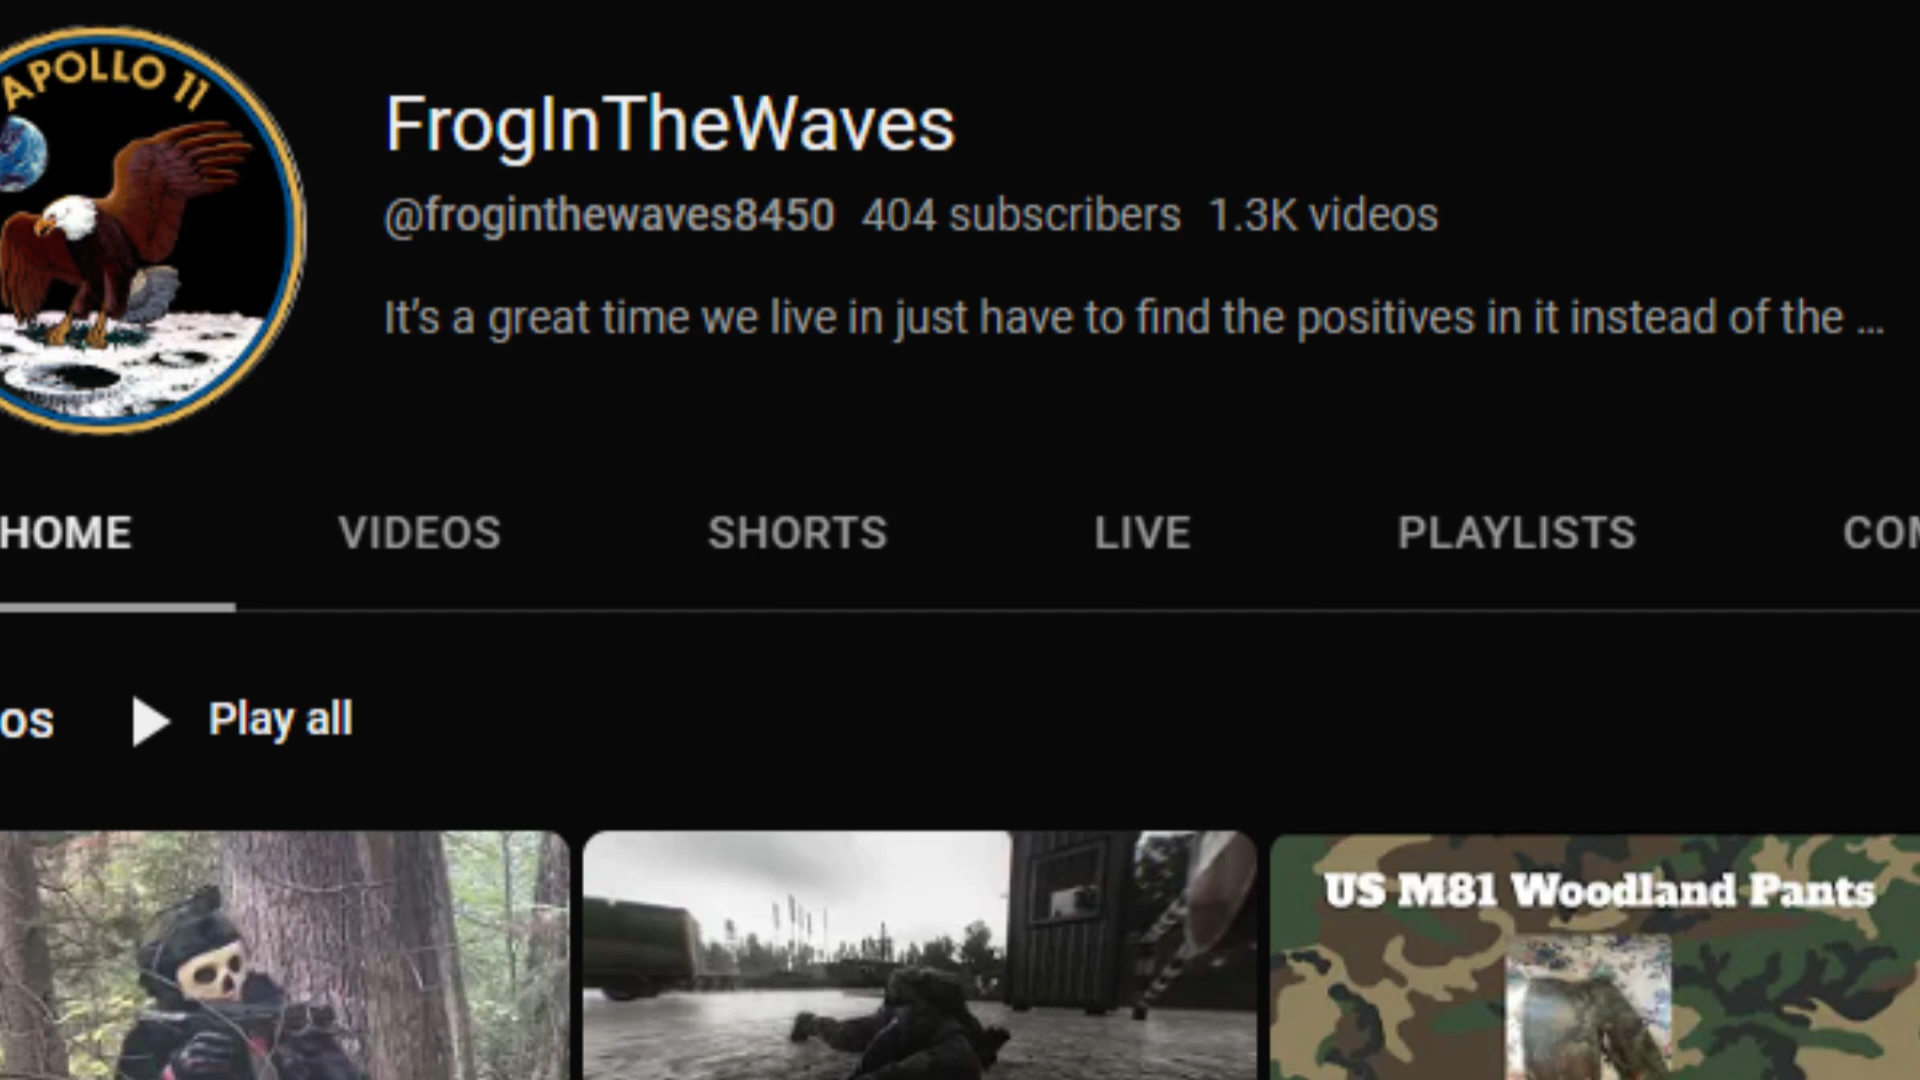 APOLLO 11
FrogInTheWaves
@froginthewaves8450 404 subscribers 1.3K videos
It's a great time we live in just have to find the positives in it instead of the ...
HOME VIDEOS SHORTS LIVE PLAYLISTS COM
os Play all
US M81 Woodland Pants